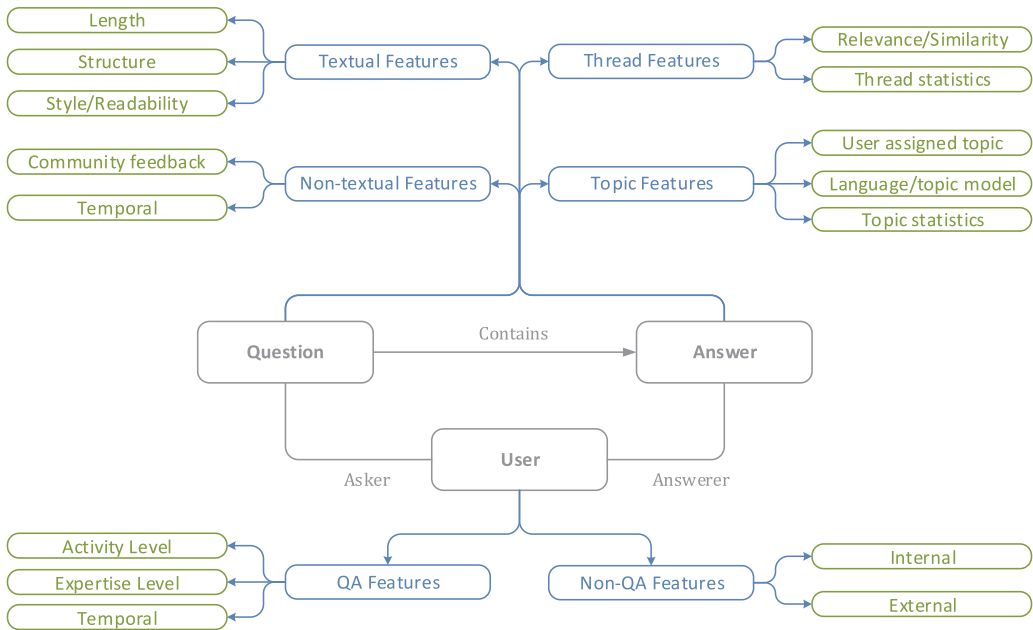 Length
Structure
Style/Readability
Textual Features
Thread Features
Relevance/Similarity
Thread statistics
Community feedback
Temporal
Non-textual Features
Topic Features
User assigned topic
Language/topic model
Topic statistics
Question
Contains
Answer
User
Asker
Answerer
Activity Level
Expertise Level
Temporal
QA Features
Non-QA Features
Internal
External